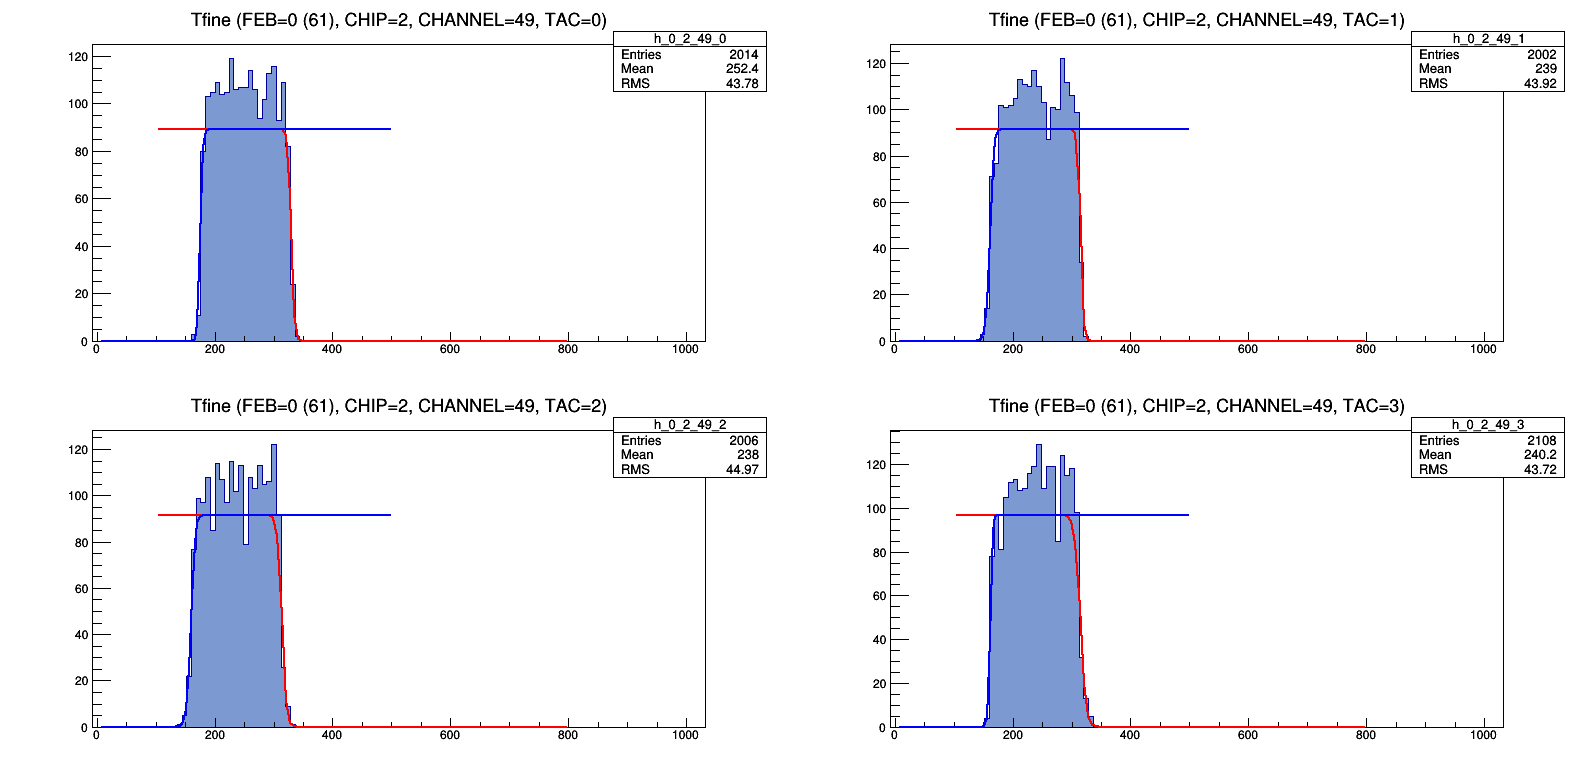 Tfine (FEB=0 (61), CHIP=2, CHANNEL=49, TAC=0)
h_0_2_49_0
Entries 2014
Mean 252.4
RMS 43.78
120
100
80
60
40
20
0
0 200 400 600 800 1000
Tfine (FEB=0 (61), CHIP=2, CHANNEL=49, TAC=1)
h_0_2_49_1
Entries 2002
Mean 239
RMS 43.92
120
100
80
60
40
20
0
0 200 400 600 800 1000
Tfine (FEB=0 (61), CHIP=2, CHANNEL=49, TAC=2)
h_0_2_49_2
Entries 2006
Mean 238
RMS 44.97
120
100
80
60
40
20
0
0 200 400 600 800 1000
Tfine (FEB=0 (61), CHIP=2, CHANNEL=49, TAC=3)
h_0_2_49_3
Entries 2108
Mean 240.2
RMS 43.72
120
100
80
60
40
20
0
0 200 400 600 800 1000